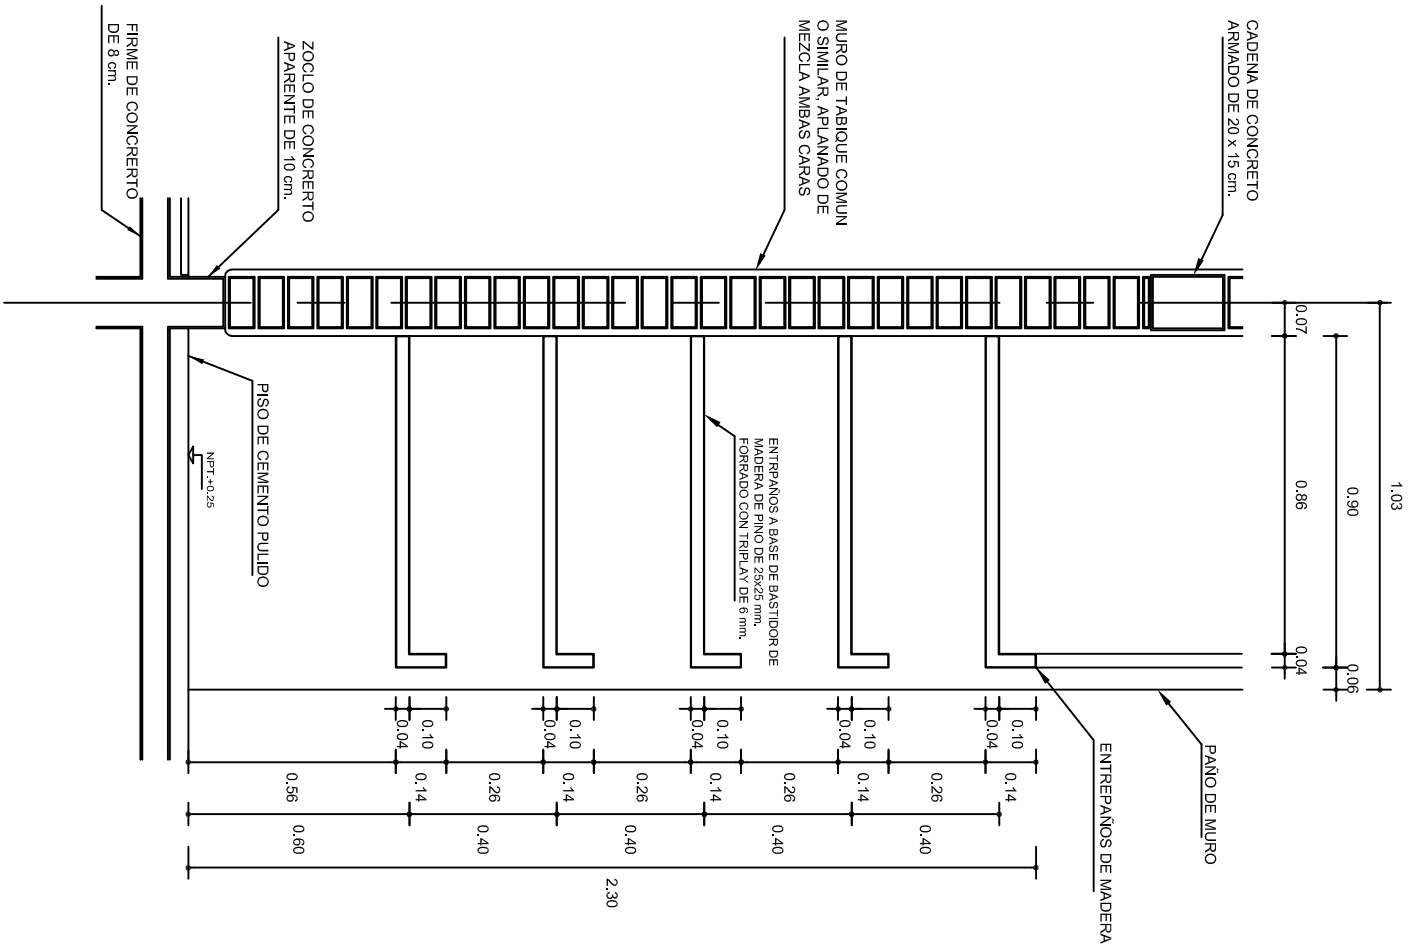 CADENA DE CONCRETO
ARMADO DE 20 x 15 cm.
MURO DE TABIQUE COMUN
O SIMILAR, APLANADO DE
MEZCLA AMBAS CARAS
ZOCLO DE CONCRERTO
APARENTE DE 10 cm.
FIRME DE CONCRERTO
DE 8 cm.
1.03
0.90
0.06
0.07
0.86
0.04
PAÑO DE MURO
ENTREPAÑOS DE MADERA
ENTRPAÑOS A BASE DE BASTIDOR DE
MADERA DE PINO DE 25x25 mm.
FORRADO CON TRIPLAY DE 6 mm.
PISO DE CEMENTO PULIDO
NPT.+0.25
0.10
0.04
0.10
0.04
0.10
0.04
0.10
0.04
0.10
0.04
0.14
0.26
0.14
0.26
0.14
0.26
0.14
0.26
0.14
0.56
0.40
0.40
0.40
0.40
0.60
2.30